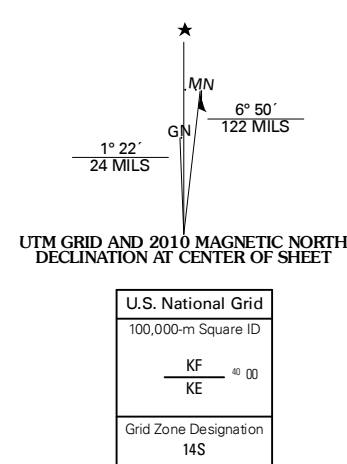 MN
GN
6° 50´
122 MILS
1° 22´
24 MILS
UTM GRID AND 2010 MAGNETIC NORTH
DECLINATION AT CENTER OF SHEET
U.S. National Grid
100,000-m Square ID
KF
40 00
KE
Grid Zone Designation
14S